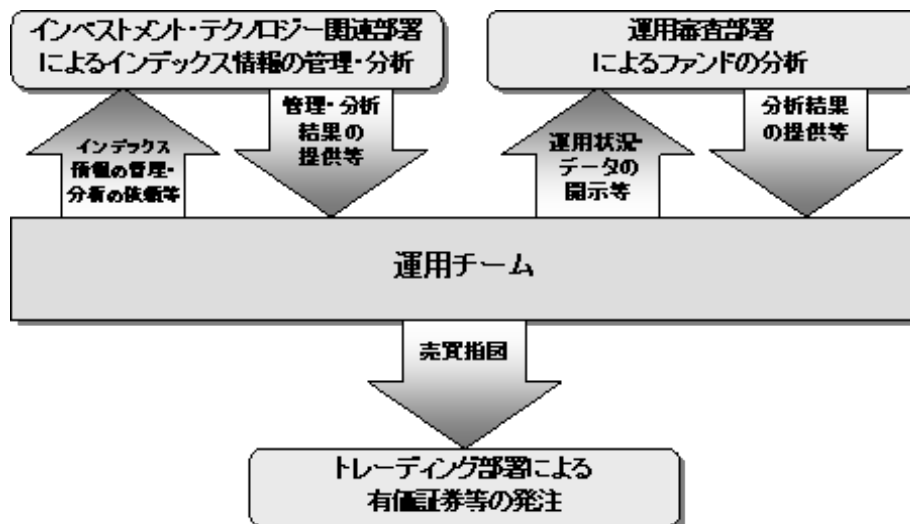 インベストメント・テクノロジー関連部署
によるインデックス情報の管理・分析
運用審査部署
によるファンドの分析
インデックス
情報の管理・
分析の依頼等
管理・分析
結果の
提供等
運用状況・
データの
開示等
分析結果
の提供等
運用チーム
売買指図
トレーディング部署による
有価証券等の発注